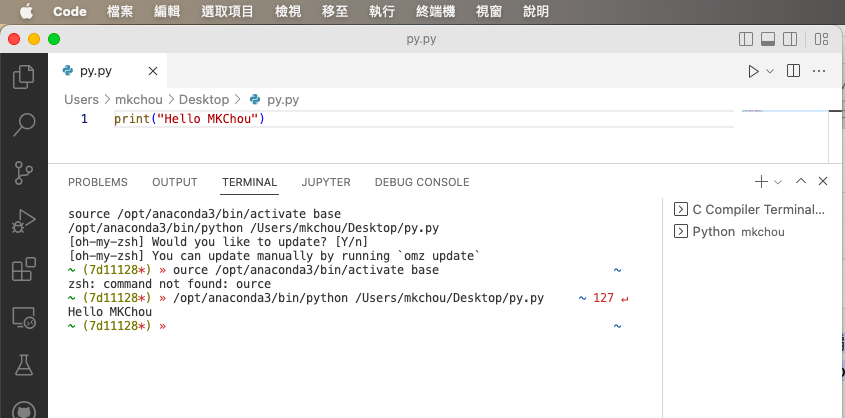 Code 檔案 編輯 選取項目 檢視 移至 執行 終端機 視窗 說明
py.py
py.py
Users > mkchou > Desktop > py.py
1 print("Hello MKChou")
PROBLEMS OUTPUT TERMINAL JUPYTER DEBUG CONSOLE
source /opt/anaconda3/bin/activate base
/opt/anaconda3/bin/python /Users/mkchou/Desktop/py.py
[oh-my-zsh] Would you like to update? [Y/n]
[oh-my-zsh] You can update manually by running `omz update`
~ (7d11128*) » ource /opt/anaconda3/bin/activate base ~
zsh: command not found: ource
~ (7d11128*) » /opt/anaconda3/bin/python /Users/mkchou/Desktop/py.py ~ 127 ↵
Hello MKChou
~ (7d11128*) » ~
C Compiler Terminal...
Python mkchou